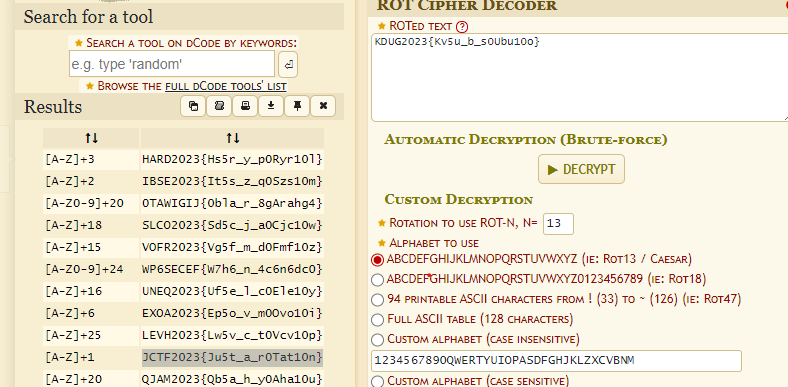 Search for a tool
★ SEARCH A TOOL ON DCODE BY KEYWORDS:
e.g. type 'random'
★ BROWSE THE FULL DCODE TOOLS' LIST
Results
[A-Z]+3 HARD2023{Hs5r_y_p0Ryr10l}
[A-Z]+2 IBSE2023{It5s_z_q0Szs10m}
[A-Z0-9]+20 OTAWIGIJ{0bla_r_8gArahg4}
[A-Z]+18 SLCO2023{Sd5c_j_a0Cjc10w}
[A-Z]+15 VOFR2023{Vg5f_m_d0Fmf10z}
[A-Z0-9]+24 WP6SECEF{W7h6_n_4c6n6dc0}
[A-Z]+16 UNEQ2023{Uf5e_l_c0Ele10y}
[A-Z]+6 EXOA2023{Ep5o_v_m0Ovo10i}
[A-Z]+25 LEVH2023{Lw5v_c_t0Vcv10p}
[A-Z]+1 JCTF2023{Ju5t_a_r0Tat10n}
[A-Z]+20 QJAM2023{Qb5a_h_y0Aha10u}
ROT CIPHER DECODER
★ ROTED TEXT ?
KDUG2023{Kv5u_b_s0Ubu10o}
AUTOMATIC DECRYPTION (BRUTE-FORCE)
▶ DECRYPT
CUSTOM DECRYPTION
★ ROTATION TO USE ROT-N, N= 13
★ ALPHABET TO USE
ABCDEFGHIJKLMNOPQRSTUVWXYZ (IE: ROT13 / CAESAR)
ABCDEFGHIJKLMNOPQRSTUVWXYZ0123456789 (IE: ROT18)
94 PRINTABLE ASCII CHARACTERS FROM ! (33) TO ~ (126) (IE: ROT47)
FULL ASCII TABLE (128 CHARACTERS)
CUSTOM ALPHABET (CASE INSENSITIVE)
1234567890QWERTYUIOPASDFGHJKLZXCVBNM
CUSTOM ALPHABET (CASE SENSITIVE)